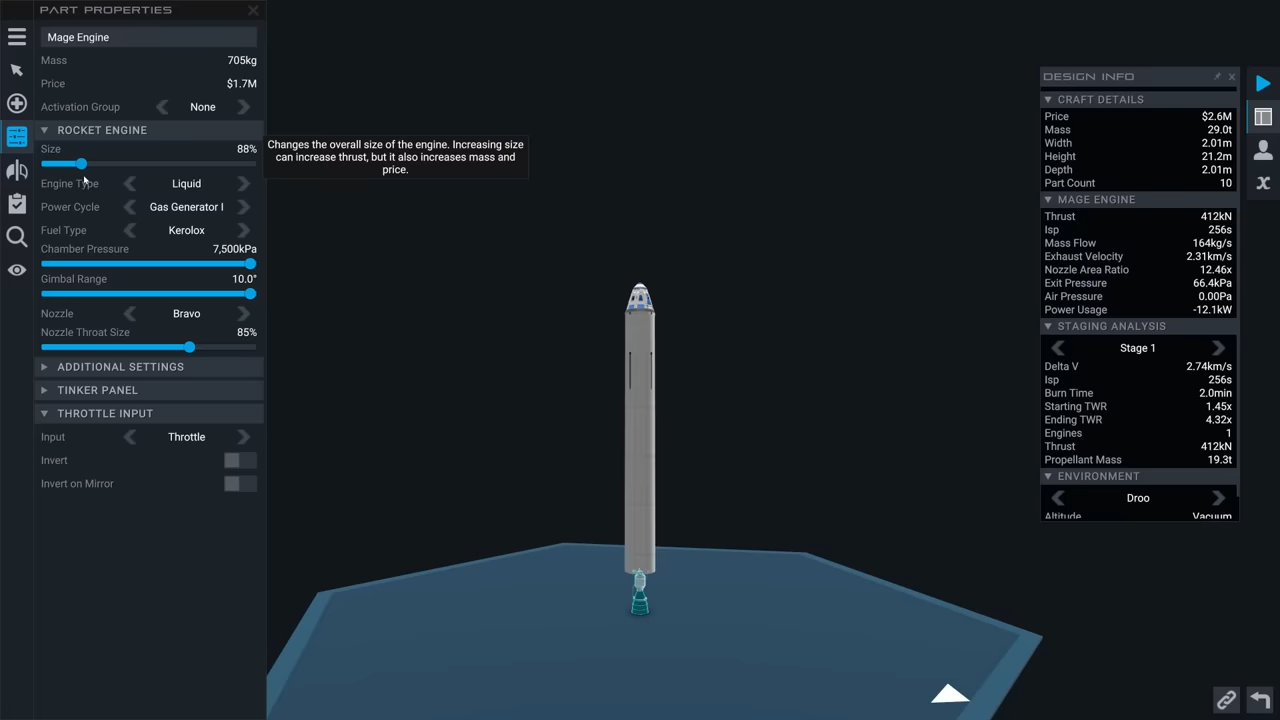 PART PROPERTIES
Mage Engine
Mass 705kg
Price $1.7M
Activation Group None
ROCKET ENGINE
Size 88%
Changes the overall size of the engine. Increasing size
can increase thrust, but it also increases mass and
price.
Engine Type Liquid
Power Cycle Gas Generator I
Fuel Type Kerolox
Chamber Pressure 7,500kPa
Gimbal Range 10.0°
Nozzle Bravo
Nozzle Throat Size 85%
ADDITIONAL SETTINGS
TINKER PANEL
THROTTLE INPUT
Input Throttle
Invert
Invert on Mirror
DESIGN INFO
CRAFT DETAILS
Price $2.6M
Mass 29.0t
Width 2.01m
Height 21.2m
Depth 2.01m
Part Count 10
MAGE ENGINE
Thrust 412kN
Isp 256s
Mass Flow 164kg/s
Exhaust Velocity 2.31km/s
Nozzle Area Ratio 12.46x
Exit Pressure 66.4kPa
Air Pressure 0.00Pa
Power Usage -12.1kW
STAGING ANALYSIS
Stage 1
Delta V 2.74km/s
Isp 256s
Burn Time 2.0min
Starting TWR 1.45x
Ending TWR 4.32x
Engines 1
Thrust 412kN
Propellant Mass 19.3t
ENVIRONMENT
Droo
Altitude Vacuum